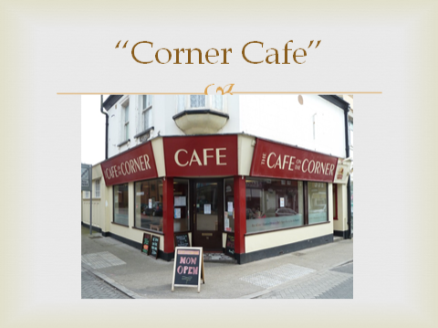 “Corner Cafe”
CAFE ON THE CORNER
CAFE
THE CAFE ON THE CORNER
NOW
OPEN